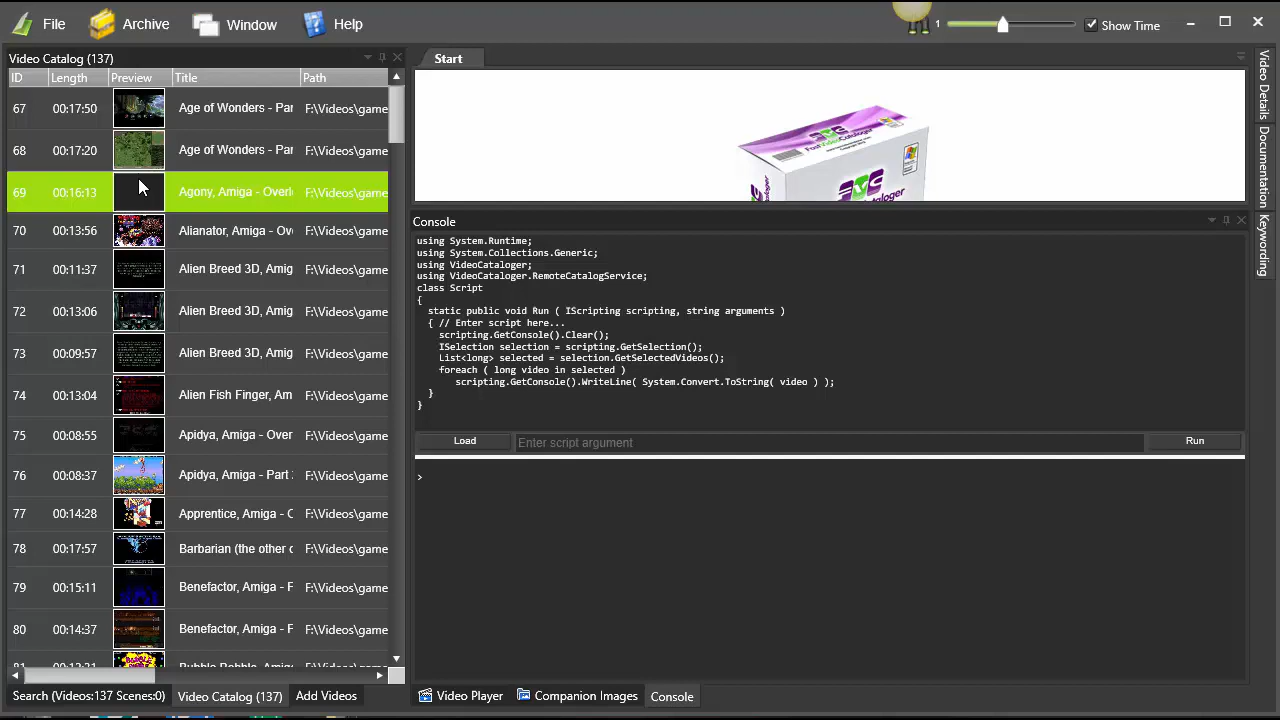 File
Archive
Window
Help
1
Show Time
Video Catalog (137)
ID Length Preview Title Path
67 00:17:50 Age of Wonders - Par F:\Videos\game
68 00:17:20 Age of Wonders - Par F:\Videos\game
69 00:16:13 Agony, Amiga - Overl F:\Videos\game
70 00:13:56 Alianator, Amiga - Ov F:\Videos\game
71 00:11:37 Alien Breed 3D, Amig F:\Videos\game
72 00:13:06 Alien Breed 3D, Amig F:\Videos\game
73 00:09:57 Alien Breed 3D, Amig F:\Videos\game
74 00:13:04 Alien Fish Finger, Am F:\Videos\game
75 00:08:55 Apidya, Amiga - Over F:\Videos\game
76 00:08:37 Apidya, Amiga - Part F:\Videos\game
77 00:14:28 Apprentice, Amiga - C F:\Videos\game
78 00:17:57 Barbarian (the other c F:\Videos\game
79 00:15:11 Benefactor, Amiga - F F:\Videos\game
80 00:14:37 Benefactor, Amiga - F F:\Videos\game
Search (Videos:137 Scenes:0)
Video Catalog (137)
Add Videos
Start
Fast Video Cataloger
Console
using System.Runtime;
using System.Collections.Generic;
using VideoCataloger;
using VideoCataloger.RemoteCatalogService;
class Script
{
static public void Run ( IScripting scripting, string arguments )
{ // Enter script here...
scripting.GetConsole().Clear();
ISelection selection = scripting.GetSelection();
List<long> selected = selection.GetSelectedVideos();
foreach ( long video in selected )
scripting.GetConsole().WriteLine( System.Convert.ToString( video ) );
}
}
Load
Enter script argument
Run
>
Video Player
Companion Images
Console
Video Details
Documentation
Keywording